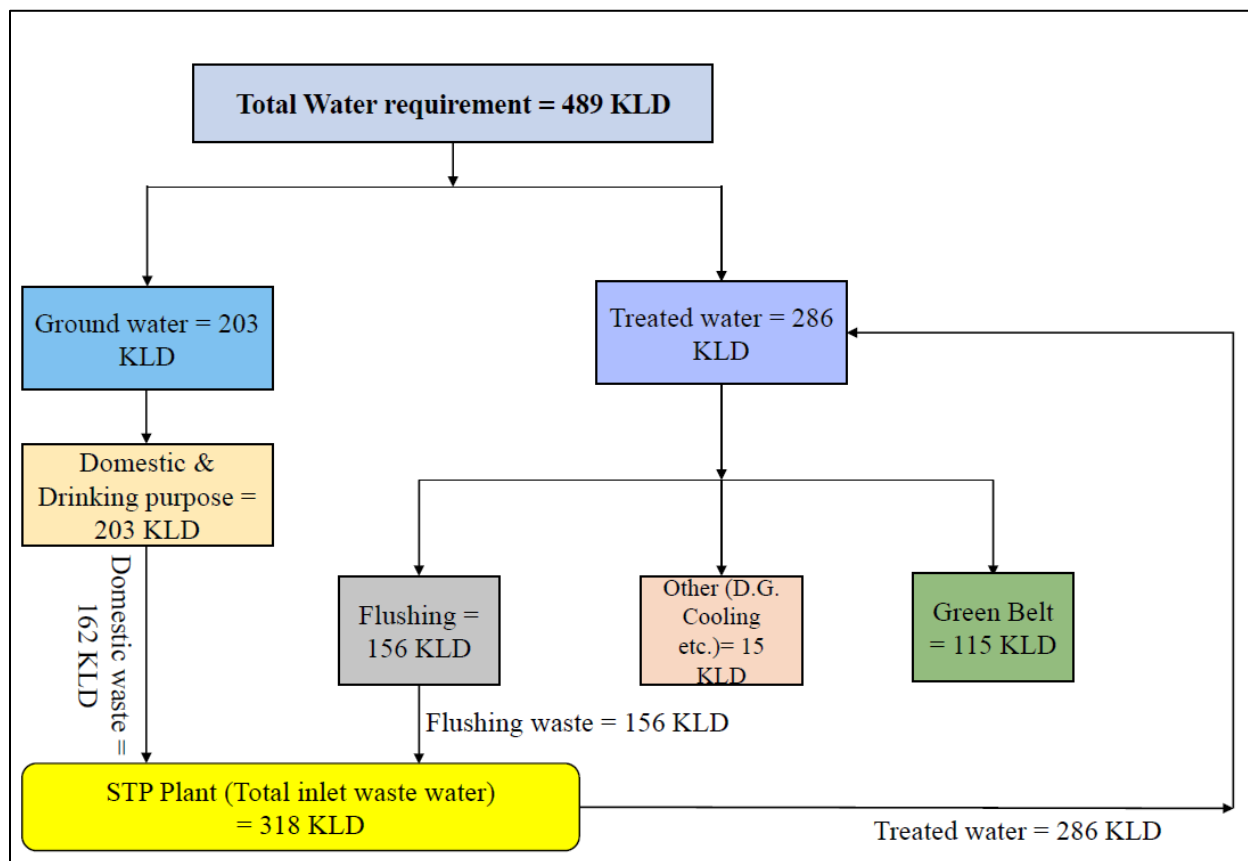 Total Water requirement = 489 KLD
Ground water = 203
KLD
Treated water = 286
KLD
Domestic &
Drinking purpose =
203 KLD
Domestic waste =
162 KLD
Flushing =
156 KLD
Other (D.G.
Cooling
etc.)= 15
KLD
Green Belt
= 115 KLD
Flushing waste = 156 KLD
STP Plant (Total inlet waste water)
= 318 KLD
Treated water = 286 KLD